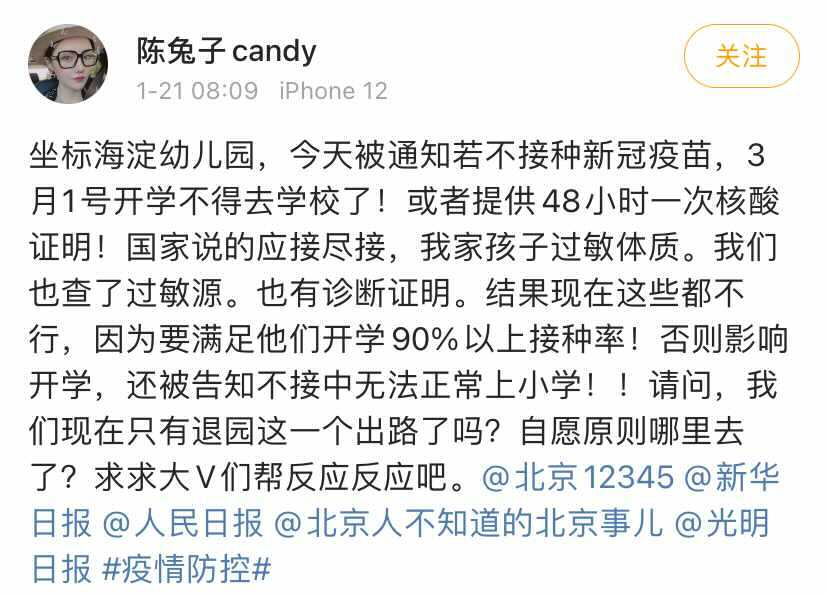 陈兔子candy
关注
1-21 08:09 iPhone 12
坐标海淀幼儿园，今天被通知若不接种新冠疫苗，3
月1号开学不得去学校了！或者提供48小时一次核酸
证明！国家说的应接尽接，我家孩子过敏体质。我们
也查了过敏源。也有诊断证明。结果现在这些都不
行，因为要满足他们开学90%以上接种率！否则影响
开学，还被告知不接中无法正常上小学！！请问，我
们现在只有退园这一个出路了吗？自愿原则哪里去
了？求求大V们帮反应反应吧。@北京12345 @新华
日报 @人民日报 @北京人不知道的北京事儿 @光明
日报 #疫情防控#